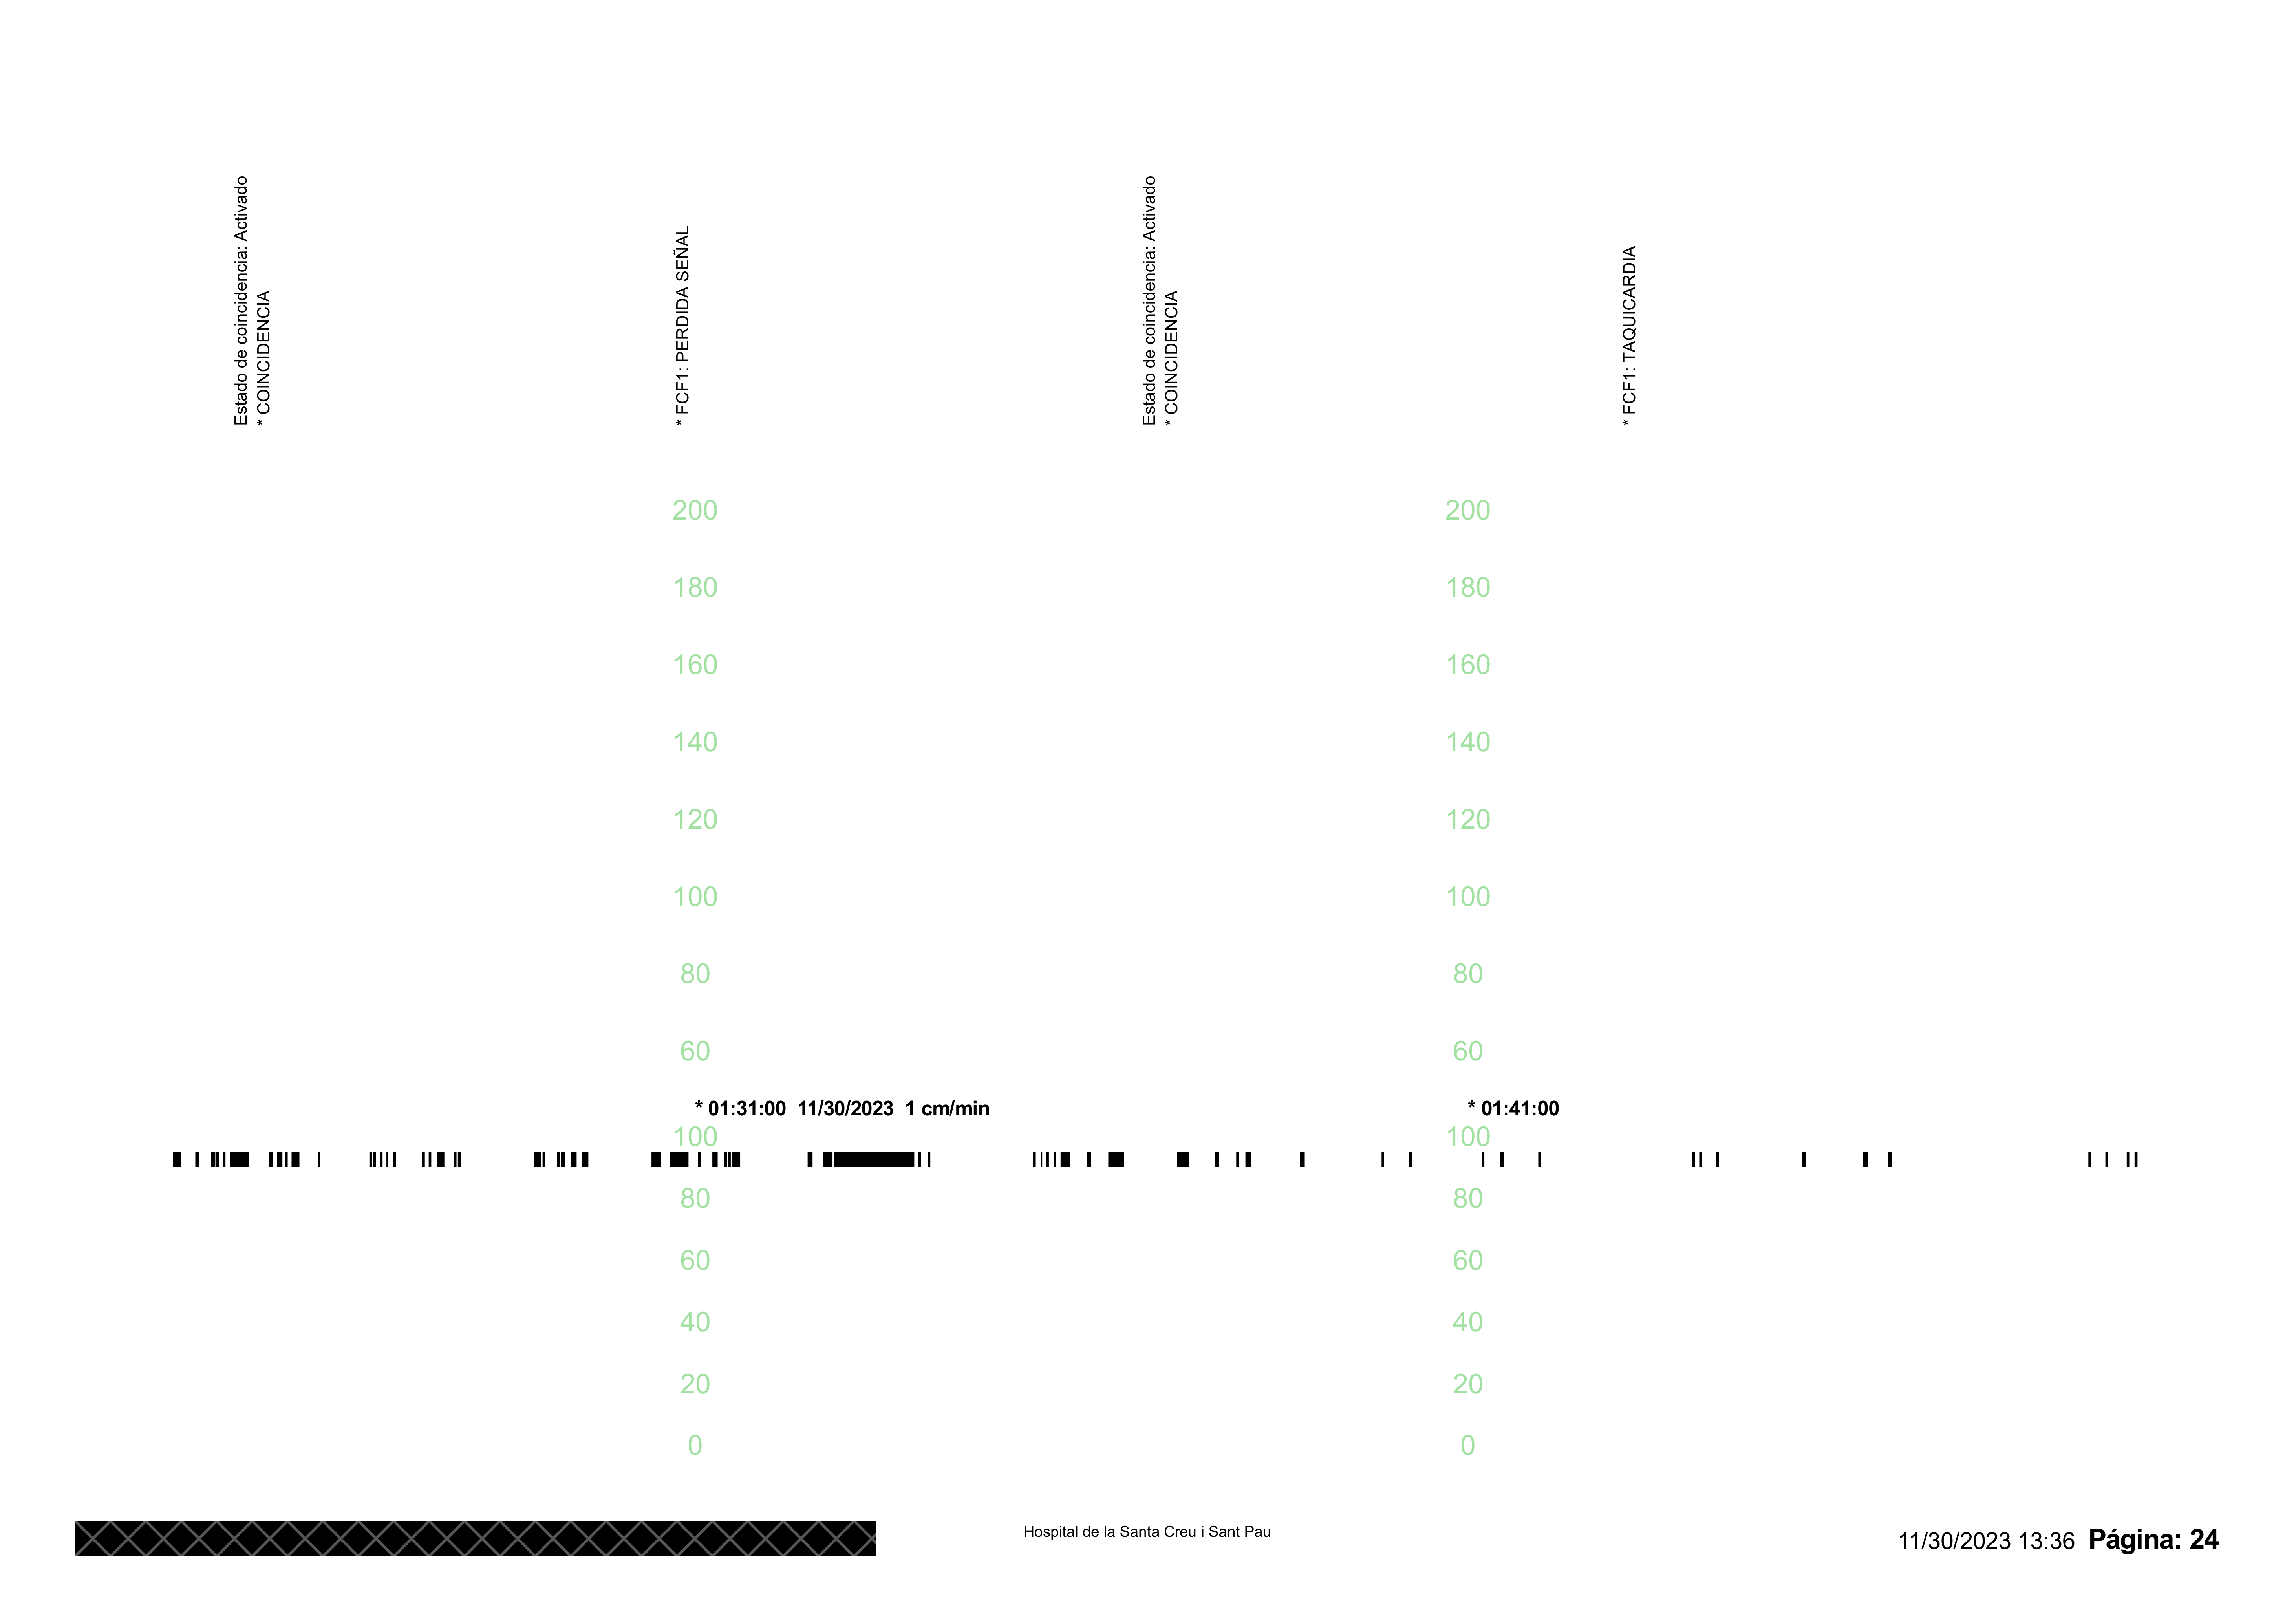 Estado de coincidencia: Activado
* COINCIDENCIA
* FCF1: PERDIDA SEÑAL
Estado de coincidencia: Activado
* COINCIDENCIA
* FCF1: TAQUICARDIA
200 200
180 180
160 160
140 140
120 120
100 100
80 80
60 60
* 01:31:00 11/30/2023 1 cm/min * 01:41:00
100 100
80 80
60 60
40 40
20 20
0 0
Hospital de la Santa Creu i Sant Pau
11/30/2023 13:36 Página: 24